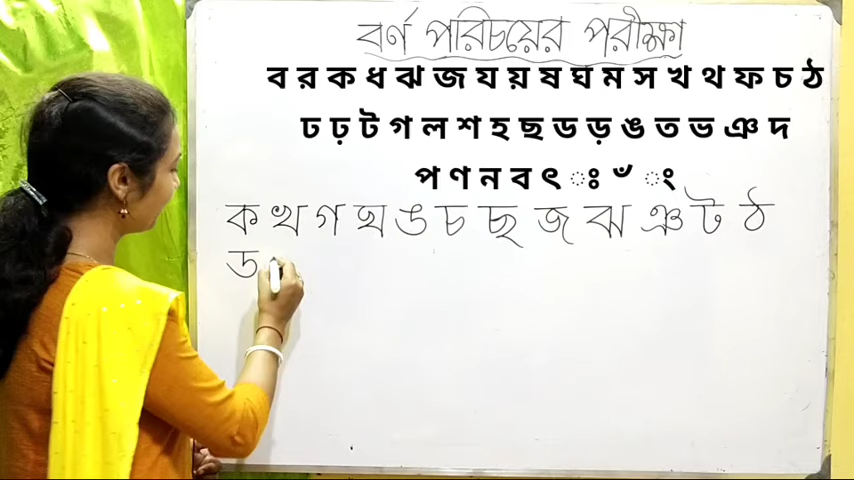 বর্ণ পরিচয়ের পরীক্ষা
ব র ক ধ ঝ জ য য় ষ ঘ ম স খ থ ফ চ ঠ
ঢ ঢ় ট গ ল শ হ ছ ড ড় ঙ ত ভ ঞ দ
প ণ ন ব ৎ ঃ ঁ ং
ক খ গ ঘ ঙ চ ছ জ ঝ ঞ ট ঠ
ড